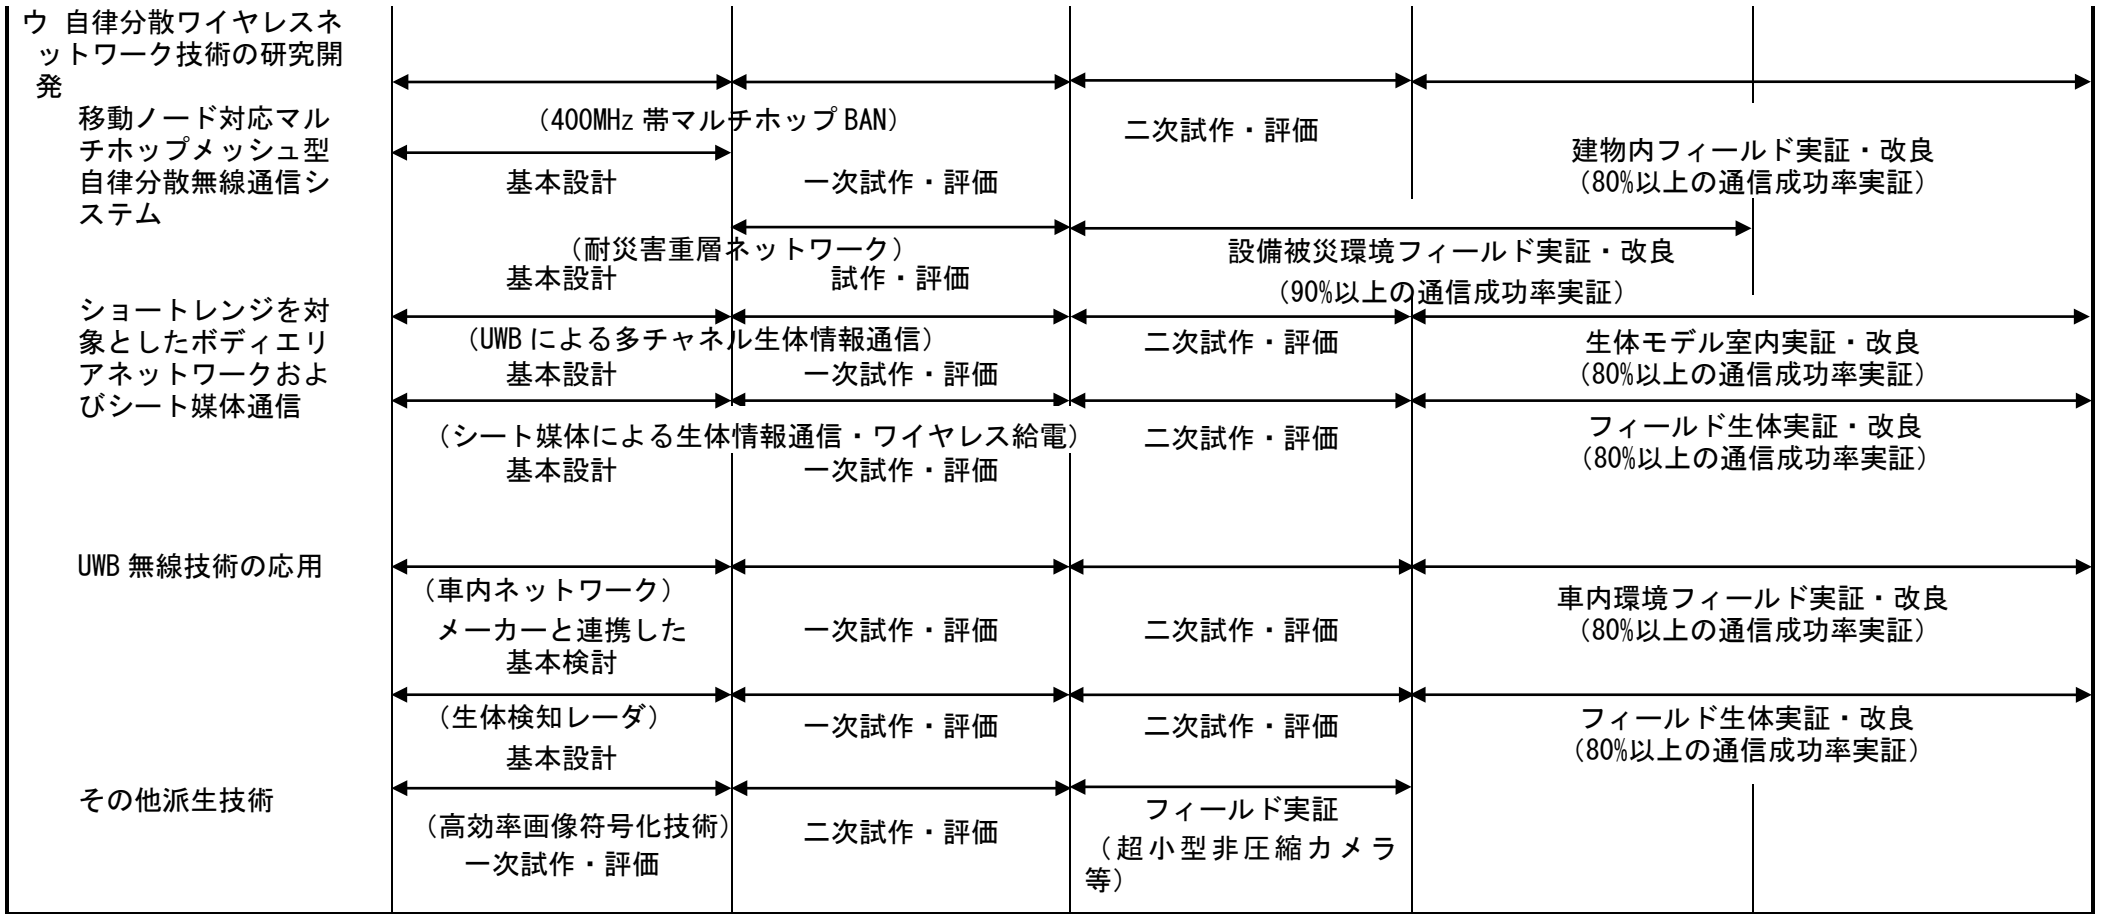 ウ 自律分散ワイヤレスネ
ットワーク技術の研究開
発
移動ノード対応マル
チホップメッシュ型
自律分散無線通信シ
ステム
（400MHz 帯マルチホップ BAN）
基本設計
一次試作・評価
二次試作・評価
建物内フィールド実証・改良
（80%以上の通信成功率実証）
（耐災害重層ネットワーク）
基本設計
試作・評価
設備被災環境フィールド実証・改良
（90%以上の通信成功率実証）
ショートレンジを対
象としたボディエリ
アネットワークおよ
びシート媒体通信
（UWB による多チャネル生体情報通信）
基本設計
一次試作・評価
二次試作・評価
生体モデル室内実証・改良
（80%以上の通信成功率実証）
（シート媒体による生体情報通信・ワイヤレス給電）
基本設計
一次試作・評価
二次試作・評価
フィールド生体実証・改良
（80%以上の通信成功率実証）
UWB 無線技術の応用
（車内ネットワーク）
メーカーと連携した
基本検討
一次試作・評価
二次試作・評価
車内環境フィールド実証・改良
（80%以上の通信成功率実証）
（生体検知レーダ）
基本設計
一次試作・評価
二次試作・評価
フィールド生体実証・改良
（80%以上の通信成功率実証）
その他派生技術
（高効率画像符号化技術）
一次試作・評価
二次試作・評価
フィールド実証
（超小型非圧縮カメラ
等）